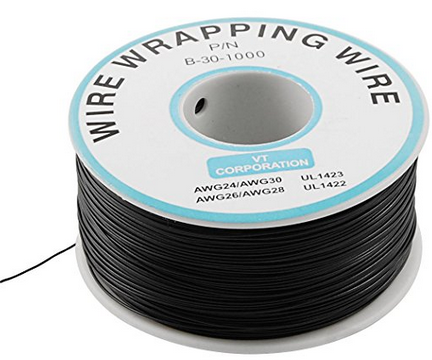 WIRE WRAPPING WIRE
P/N
B-30-1000
VT
CORPORATION
AWG24/AWG30 UL1423
AWG26/AWG28 UL1422